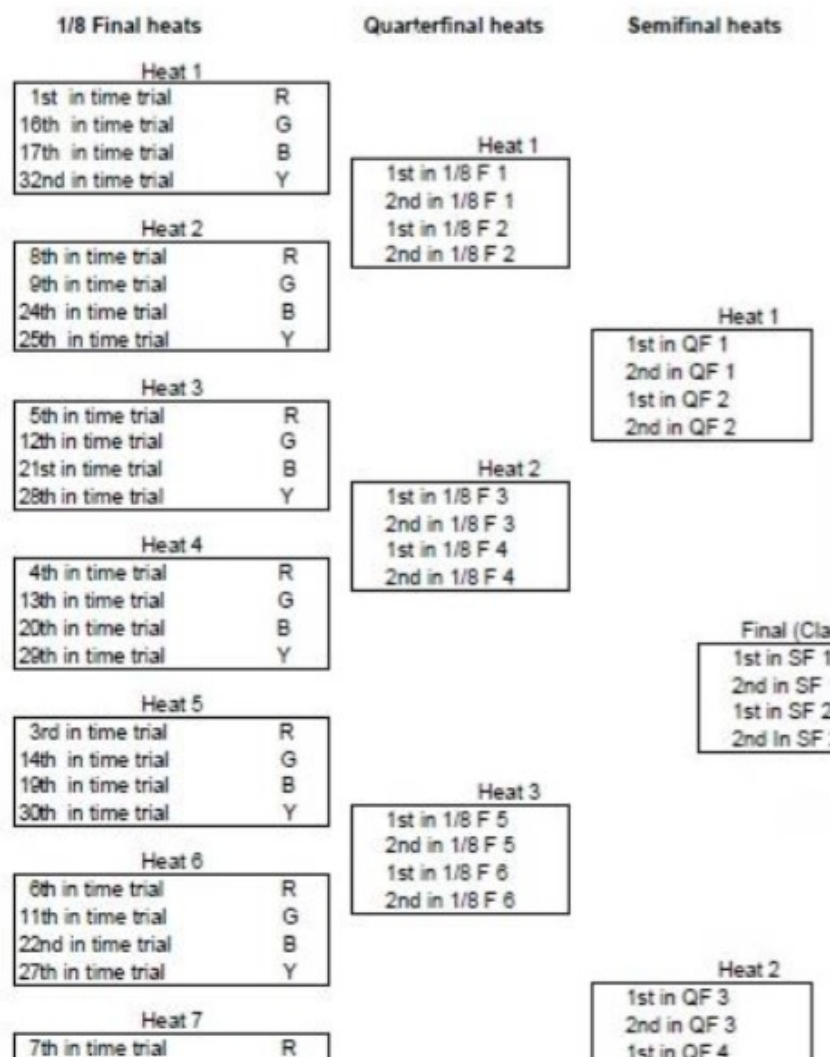 1/8 Final heats
Heat 1
1st in time trial R
16th in time trial G
17th in time trial B
32nd in time trial Y
Heat 2
8th in time trial R
9th in time trial G
24th in time trial B
25th in time trial Y
Heat 3
5th in time trial R
12th in time trial G
21st in time trial B
28th in time trial Y
Heat 4
4th in time trial R
13th in time trial G
20th in time trial B
29th in time trial Y
Heat 5
3rd in time trial R
14th in time trial G
19th in time trial B
30th in time trial Y
Heat 6
6th in time trial R
11th in time trial G
22nd in time trial B
27th in time trial Y
Heat 7
7th in time trial R
Quarterfinal heats
Heat 1
1st in 1/8 F 1
2nd in 1/8 F 1
1st in 1/8 F 2
2nd in 1/8 F 2
Heat 2
1st in 1/8 F 3
2nd in 1/8 F 3
1st in 1/8 F 4
2nd in 1/8 F 4
Heat 3
1st in 1/8 F 5
2nd in 1/8 F 5
1st in 1/8 F 6
2nd in 1/8 F 6
Semifinal heats
Heat 1
1st in QF 1
2nd in QF 1
1st in QF 2
2nd in QF 2
Final (Cla
1st in SF 1
2nd in SF
1st in SF 2
2nd In SF
Heat 2
1st in QF 3
2nd in QF 3
1st in QF 4